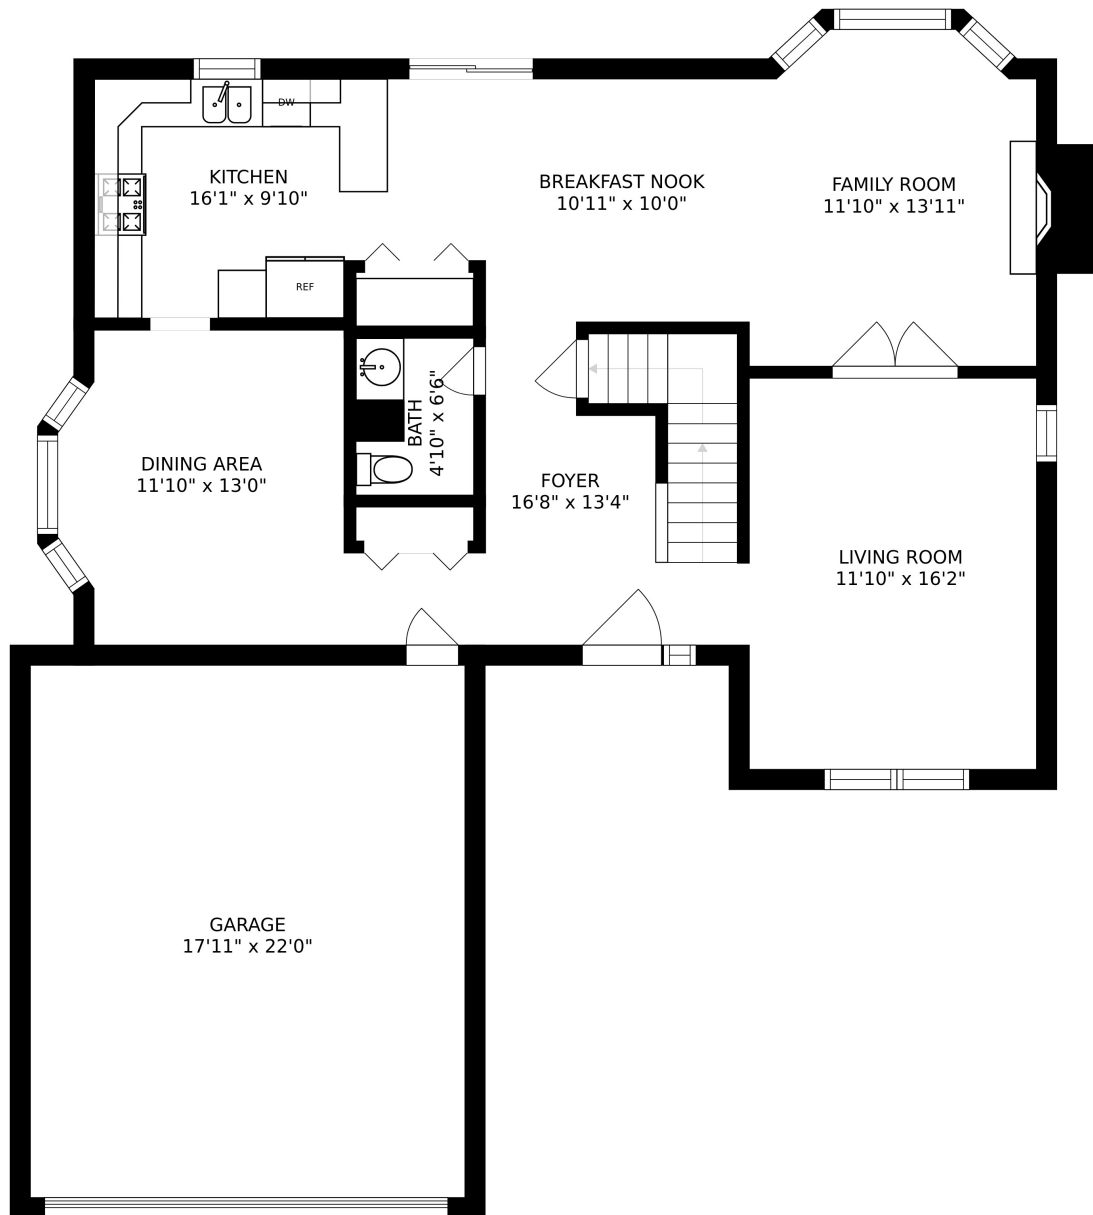 DW
KITCHEN
16'1" x 9'10"
BREAKFAST NOOK
10'11" x 10'0"
FAMILY ROOM
11'10" x 13'11"
REF
BATH
4'10" x 6'6"
DINING AREA
11'10" x 13'0"
FOYER
16'8" x 13'4"
LIVING ROOM
11'10" x 16'2"
GARAGE
17'11" x 22'0"